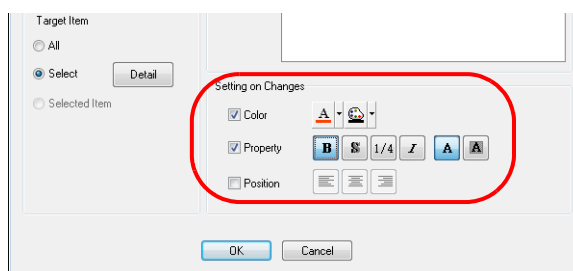 Target Item
All
Select
Detail
Selected Item
Setting on Changes
Color
A
Property
B S 1/4 I A A
Position
OK
Cancel